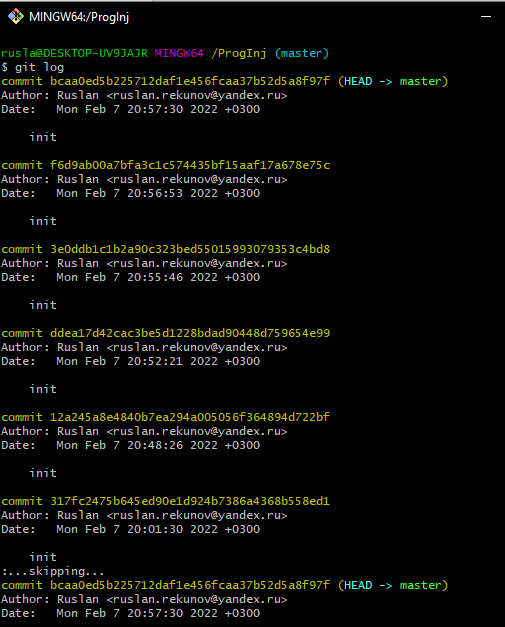 MINGW64:/ProgInj
rusla@DESKTOP-UV9JAJR MINGW64 /ProgInj (master)
$ git log
commit bcaa0ed5b225712daf1e456fcaa37b52d5a8f97f (HEAD -> master)
Author: Ruslan <ruslan.rekunov@yandex.ru>
Date:   Mon Feb 7 20:57:30 2022 +0300
init
commit f6d9ab00a7bfa3c1c574435bf15aaf17a678e75c
Author: Ruslan <ruslan.rekunov@yandex.ru>
Date:   Mon Feb 7 20:56:53 2022 +0300
init
commit 3e0ddb1c1b2a90c323bed55015993079353c4bd8
Author: Ruslan <ruslan.rekunov@yandex.ru>
Date:   Mon Feb 7 20:55:46 2022 +0300
init
commit ddea17d42cac3be5d1228bdad90448d759654e99
Author: Ruslan <ruslan.rekunov@yandex.ru>
Date:   Mon Feb 7 20:52:21 2022 +0300
init
commit 12a245a8e4840b7ea294a005056f364894d722bf
Author: Ruslan <ruslan.rekunov@yandex.ru>
Date:   Mon Feb 7 20:48:26 2022 +0300
init
commit 317fc2475b645ed90e1d924b7386a4368b558ed1
Author: Ruslan <ruslan.rekunov@yandex.ru>
Date:   Mon Feb 7 20:01:30 2022 +0300
init
:...skipping...
commit bcaa0ed5b225712daf1e456fcaa37b52d5a8f97f (HEAD -> master)
Author: Ruslan <ruslan.rekunov@yandex.ru>
Date:   Mon Feb 7 20:57:30 2022 +0300